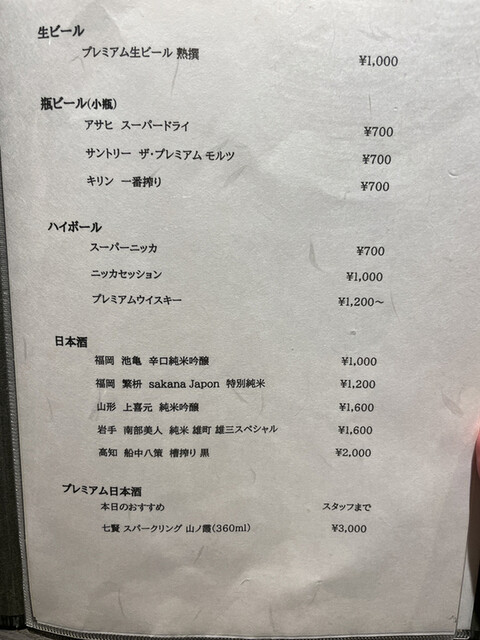 生ビール
プレミアム生ビール 熟撰 ¥1,000
瓶ビール(小瓶)
アサヒ スーパードライ ¥700
サントリー ザ・プレミアム モルツ ¥700
キリン 一番搾り ¥700
ハイボール
スーパーニッカ ¥700
ニッカセッション ¥1,000
プレミアムウイスキー ¥1,200～
日本酒
福岡 池亀 辛口純米吟醸 ¥1,000
福岡 繁枡 sakana Japon 特別純米 ¥1,200
山形 上喜元 純米吟醸 ¥1,600
岩手 南部美人 純米 雄町 雄三スペシャル ¥1,600
高知 船中八策 槽搾り 黒 ¥2,000
プレミアム日本酒
本日のおすすめ スタッフまで
七賢 スパークリング 山ノ霞(360ml) ¥3,000